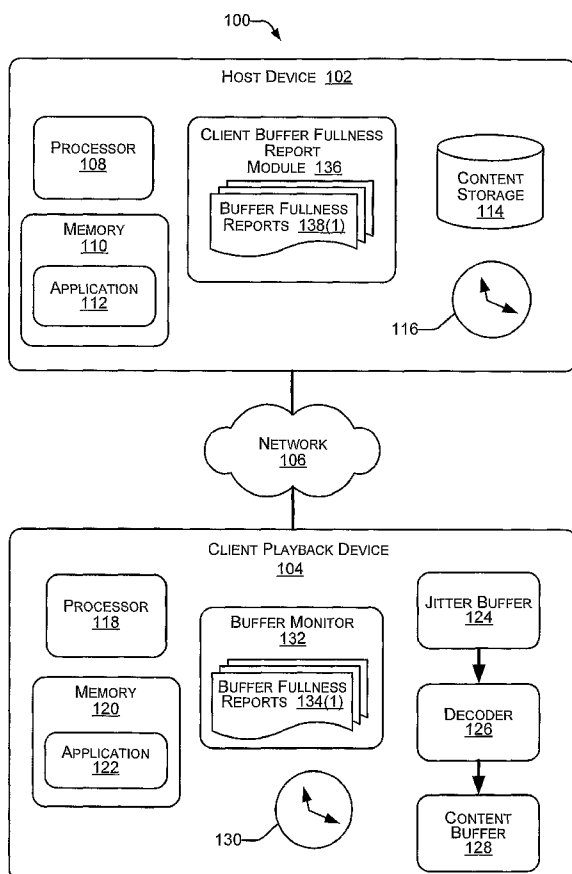 100
HOST DEVICE 102
PROCESSOR
108
MEMORY
110
APPLICATION
112
CLIENT BUFFER FULLNESS
REPORT
MODULE 136
BUFFER FULLNESS
REPORTS 138(1)
CONTENT
STORAGE
114
116
NETWORK
106
CLIENT PLAYBACK DEVICE
104
PROCESSOR
118
MEMORY
120
APPLICATION
122
BUFFER MONITOR
132
BUFFER FULLNESS
REPORTS 134(1)
130
JITTER BUFFER
124
DECODER
126
CONTENT
BUFFER
128